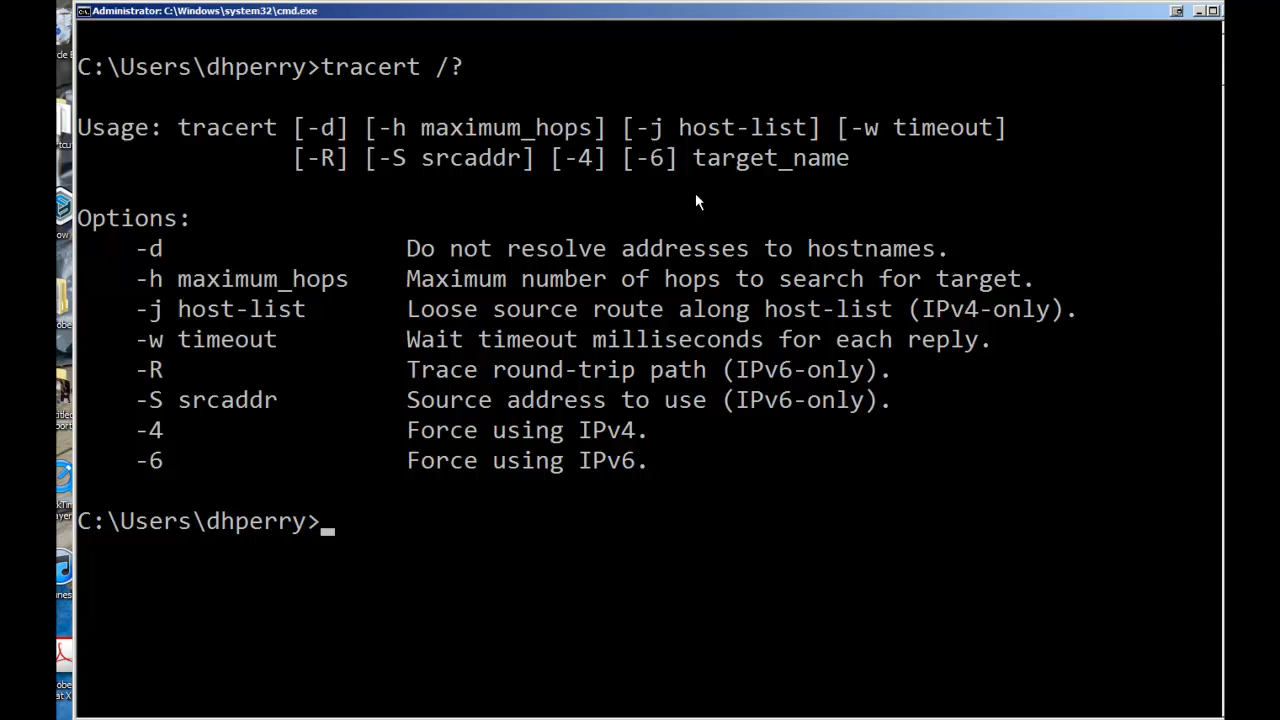 Administrator: C:\Windows\system32\cmd.exe
C:\Users\dhperry>tracert /?
Usage: tracert [-d] [-h maximum_hops] [-j host-list] [-w timeout]
[-R] [-S srcaddr] [-4] [-6] target_name
Options:
-d Do not resolve addresses to hostnames.
-h maximum_hops Maximum number of hops to search for target.
-j host-list Loose source route along host-list (IPv4-only).
-w timeout Wait timeout milliseconds for each reply.
-R Trace round-trip path (IPv6-only).
-S srcaddr Source address to use (IPv6-only).
-4 Force using IPv4.
-6 Force using IPv6.
C:\Users\dhperry>_